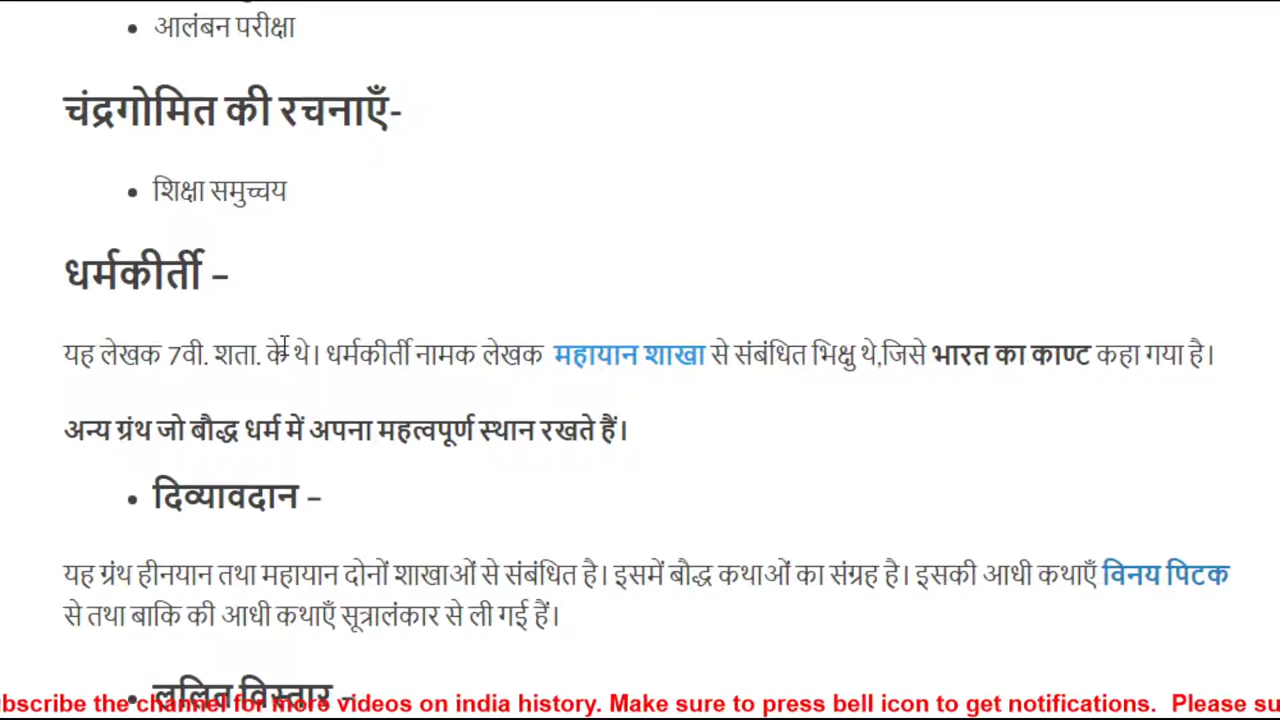 आलंबन परीक्षा
चंद्रगोमित की रचनाएँ-
शिक्षा समुच्चय
धर्मकीर्ती –
यह लेखक 7वी. शता. के थे। धर्मकीर्ती नामक लेखक महायान शाखा से संबंधित भिक्षु थे,जिसे भारत का काण्ट कहा गया है।
अन्य ग्रंथ जो बौद्ध धर्म में अपना महत्वपूर्ण स्थान रखते हैं।
दिव्यावदान –
यह ग्रंथ हीनयान तथा महायान दोनों शाखाओं से संबंधित है। इसमें बौद्ध कथाओं का संग्रह है। इसकी आधी कथाएँ विनय पिटक
से तथा बाकि की आधी कथाएँ सूत्रालंकार से ली गई हैं।
ललित विस्तार –
bscribe the channel for more videos on india history. Make sure to press bell icon to get notifications. Please su